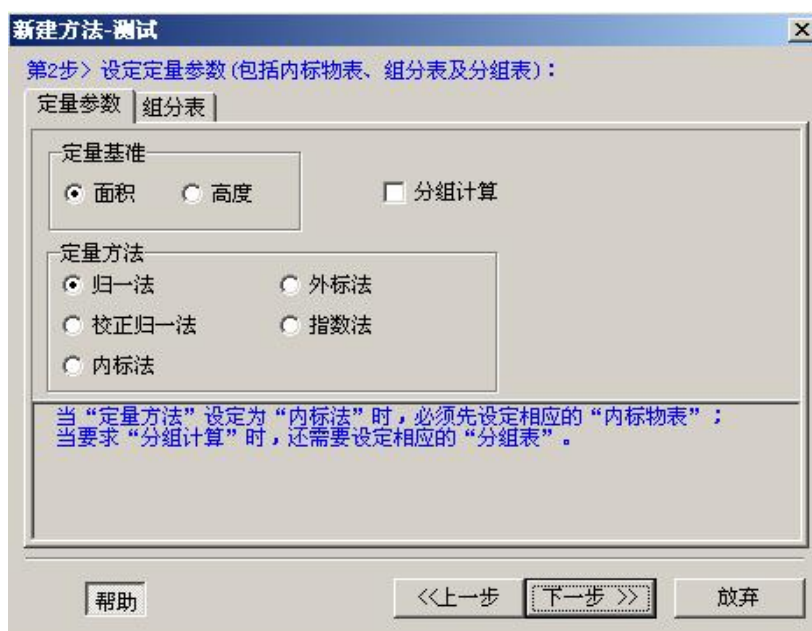 新建方法-测试
第2步> 设定定量参数(包括内标物表、组分表及分组表):
定量参数 组分表
定量基准
面积 高度 分组计算
定量方法
归一法 外标法
校正归一法 指数法
内标法
当“定量方法”设定为“内标法”时,必须先设定相应的“内标物表”;
当要求“分组计算”时,还需要设定相应的“分组表”。
帮助 <<上一步 下一步 >> 放弃